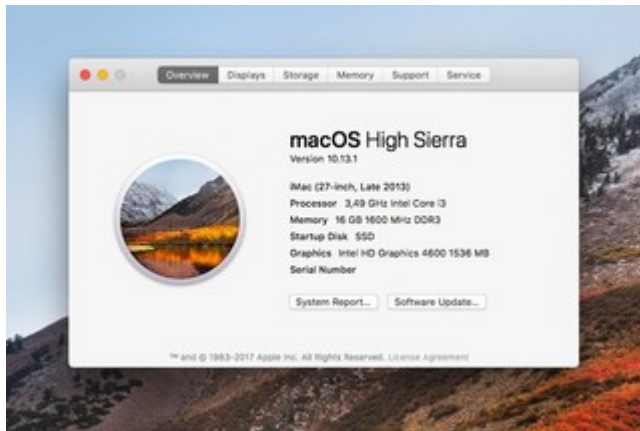 Overview Displays Storage Memory Support Service
macOS High Sierra
Version 10.13.1
iMac (27-inch, Late 2013)
Processor 3,49 GHz Intel Core i3
Memory 16 GB 1600 MHz DDR3
Startup Disk SSD
Graphics Intel HD Graphics 4600 1536 MB
Serial Number
System Report... Software Update...
™ and © 1983-2017 Apple Inc. All Rights Reserved. License Agreement